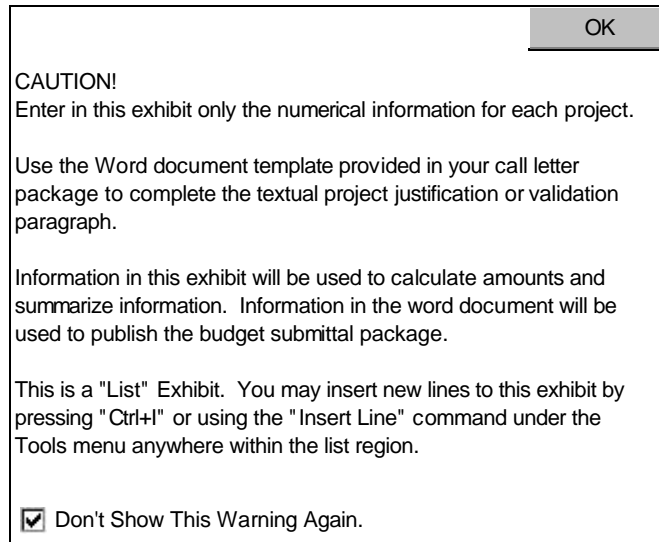 OK
CAUTION!
Enter in this exhibit only the numerical information for each project.
Use the Word document template provided in your call letter
package to complete the textual project justification or validation
paragraph.
Information in this exhibit will be used to calculate amounts and
summarize information.  Information in the word document will be
used to publish the budget submittal package.
This is a "List" Exhibit.  You may insert new lines to this exhibit by
pressing "Ctrl+I" or using the "Insert Line" command under the
Tools menu anywhere within the list region.
Don't Show This Warning Again.